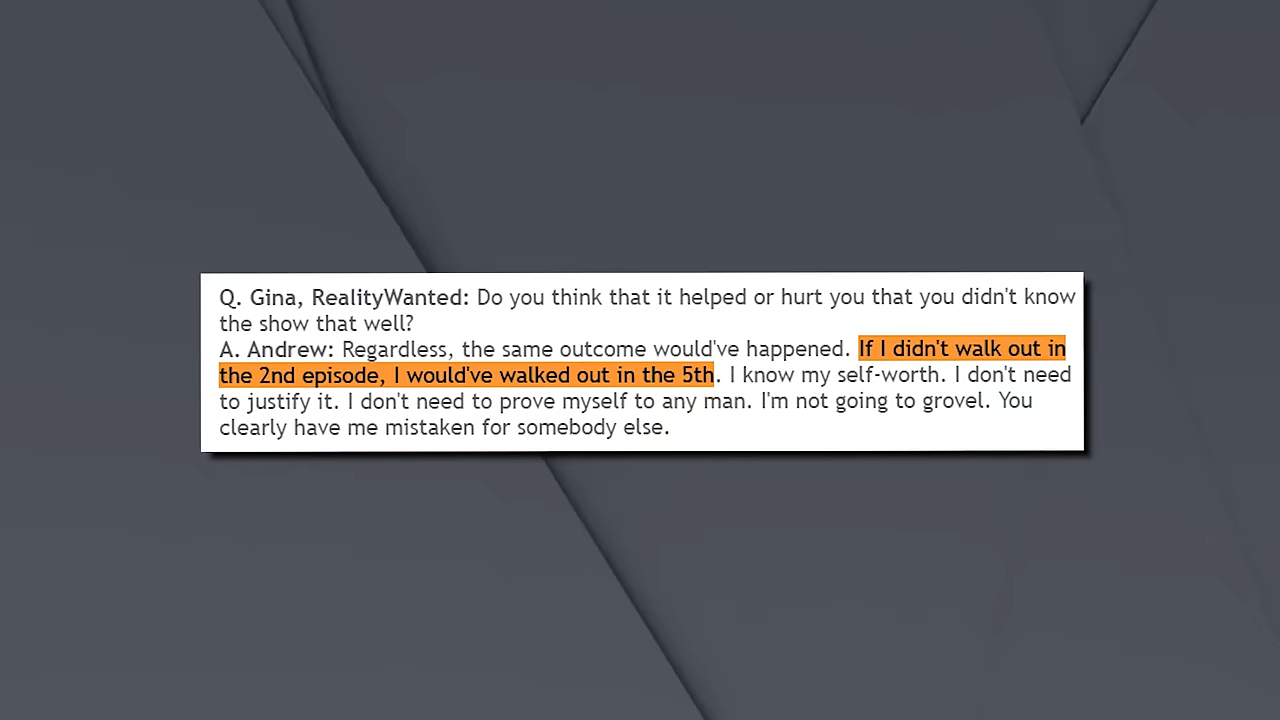 Q. Gina, RealityWanted: Do you think that it helped or hurt you that you didn't know
the show that well?
A. Andrew: Regardless, the same outcome would've happened. If I didn't walk out in
the 2nd episode, I would've walked out in the 5th. I know my self-worth. I don't need
to justify it. I don't need to prove myself to any man. I'm not going to grovel. You
clearly have me mistaken for somebody else.